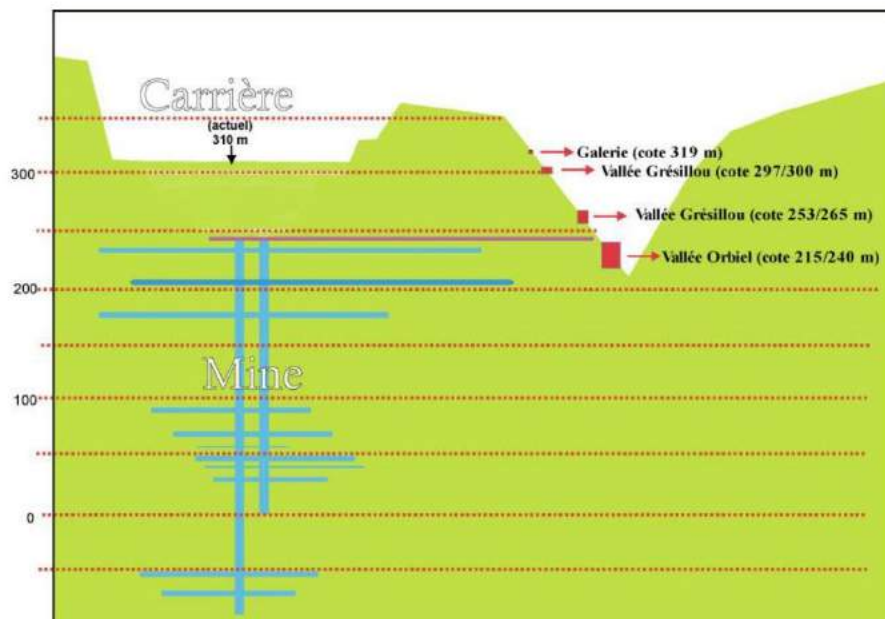 Carrière
(actuel)
310 m
Galerie (cote 319 m)
300
Vallée Grésillou (cote 297/300 m)
Vallée Grésillou (cote 253/265 m)
Vallée Orbiel (cote 215/240 m)
200
Mine
100
0